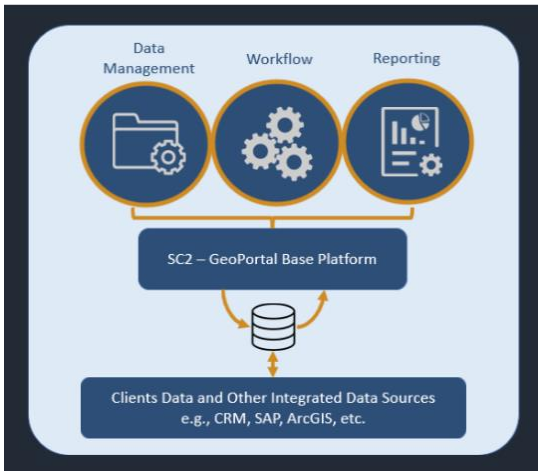 Data
Management
Workflow
Reporting
SC2 – GeoPortal Base Platform
Clients Data and Other Integrated Data Sources
e.g., CRM, SAP, ArcGIS, etc.